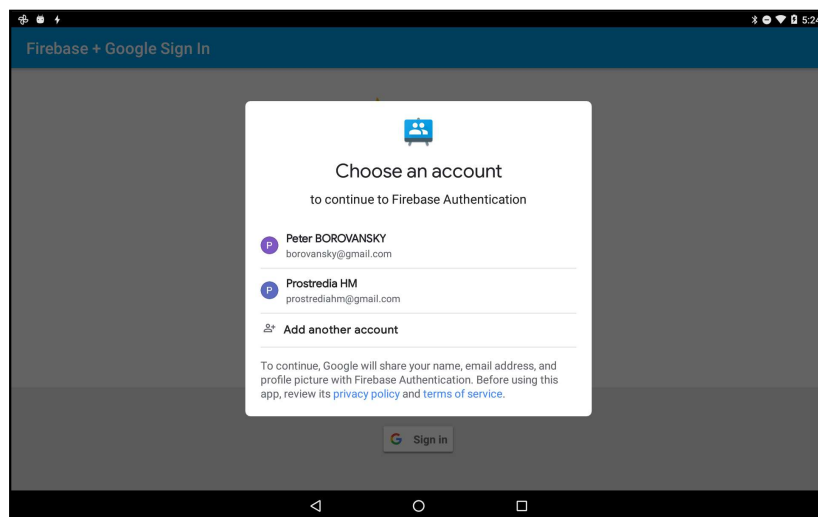 5:24
Firebase + Google Sign In
Choose an account
to continue to Firebase Authentication
P
Peter BOROVANSKY
borovansky@gmail.com
P
Prostredia HM
prostrediahm@gmail.com
Add another account
To continue, Google will share your name, email address, and
profile picture with Firebase Authentication. Before using this
app, review its privacy policy and terms of service.
G Sign in